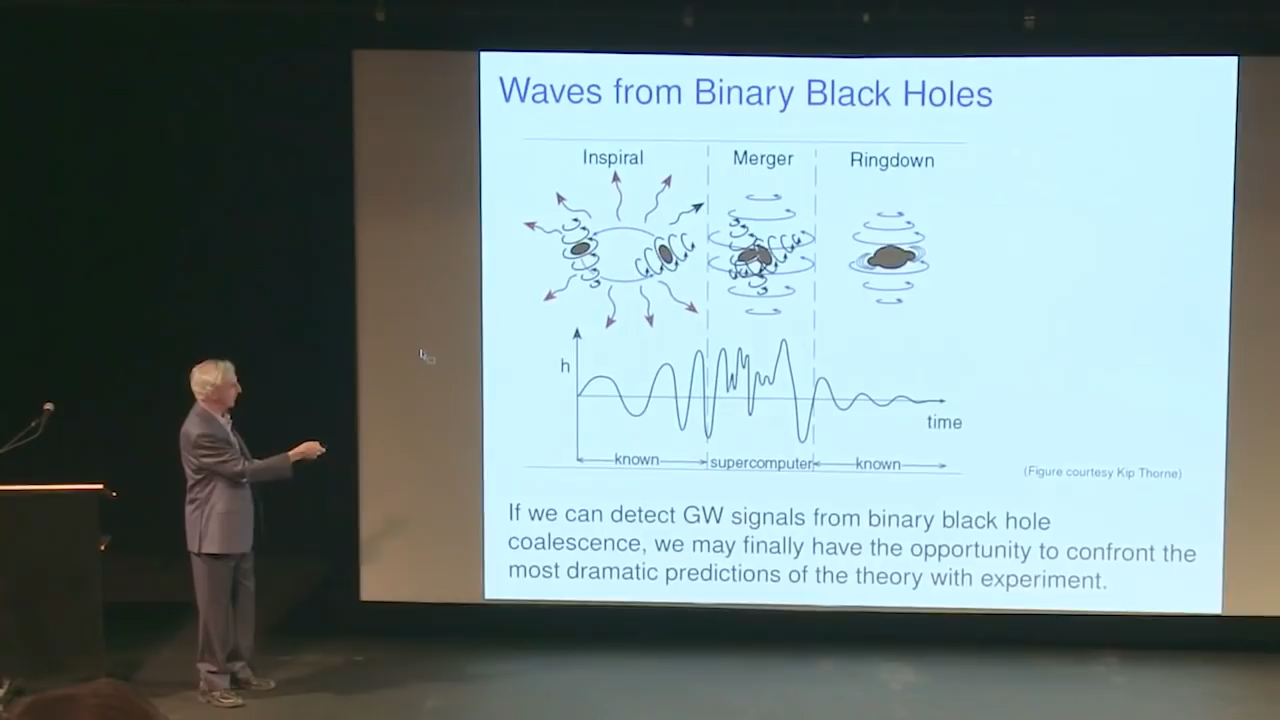 Waves from Binary Black Holes
Inspiral
Merger
Ringdown
h
time
known
supercomputer
known
(Figure courtesy Kip Thorne)
If we can detect GW signals from binary black hole
coalescence, we may finally have the opportunity to confront the
most dramatic predictions of the theory with experiment.